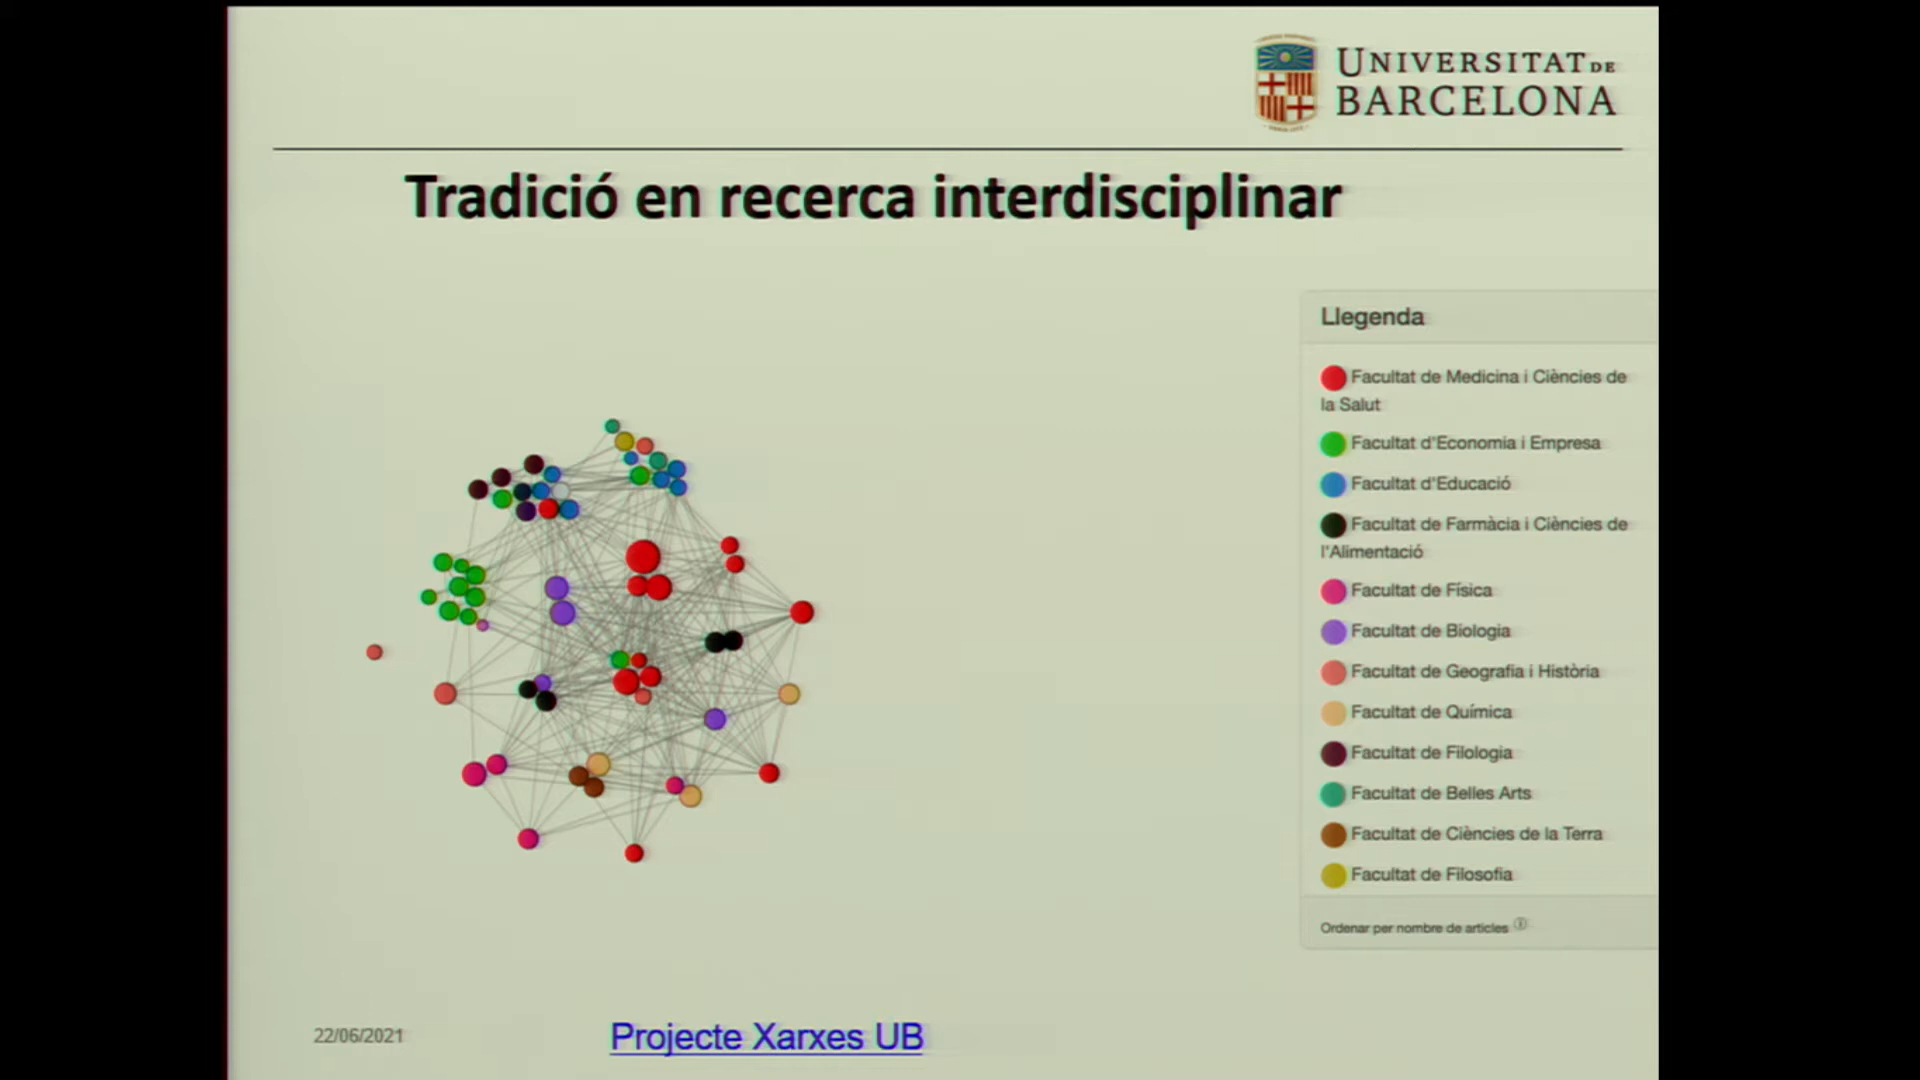 UNIVERSITAT DE
BARCELONA
Tradició en recerca interdisciplinar
Llegenda
Facultat de Medicina i Ciències de
la Salut
Facultat d'Economia i Empresa
Facultat d'Educació
Facultat de Farmàcia i Ciències de
l'Alimentació
Facultat de Física
Facultat de Biologia
Facultat de Geografia i Història
Facultat de Química
Facultat de Filologia
Facultat de Belles Arts
Facultat de Ciències de la Terra
Facultat de Filosofia
Ordenar per nombre de articles
22/06/2021
Projecte Xarxes UB